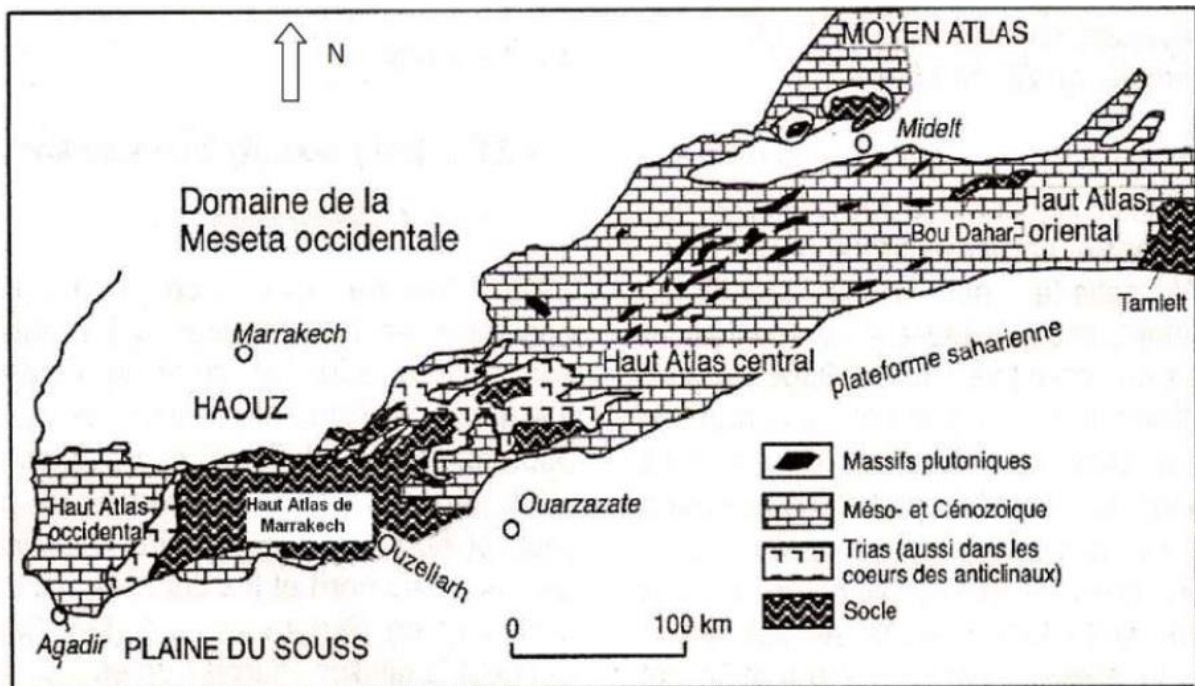 MOYEN ATLAS
N
Midelt
Domaine de la
Meseta occidentale
Haut Atlas
oriental
Bou Dahar
Tamlelt
Marrakech
Haut Atlas central
plateforme saharienne
HAOUZ
Massifs plutoniques
Haut Atlas
occidental
Haut Atlas de
Marrakech
Ouarzazate
Méso- et Cénozoique
Ouzellarh
Trias (aussi dans les
coeurs des anticlinaux)
0 100 km
Socle
Agadir
PLAINE DU SOUSS